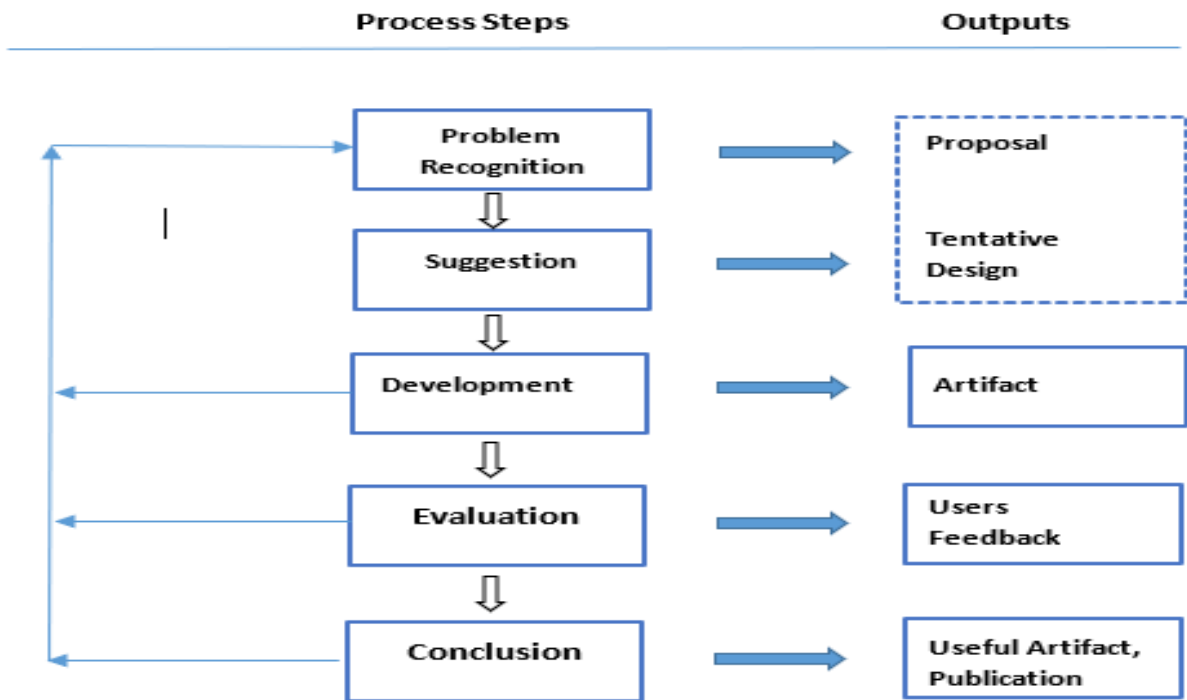 Process Steps
Outputs
Problem
Recognition
Proposal
Suggestion
Tentative
Design
Development
Artifact
Evaluation
Users
Feedback
Conclusion
Useful Artifact,
Publication